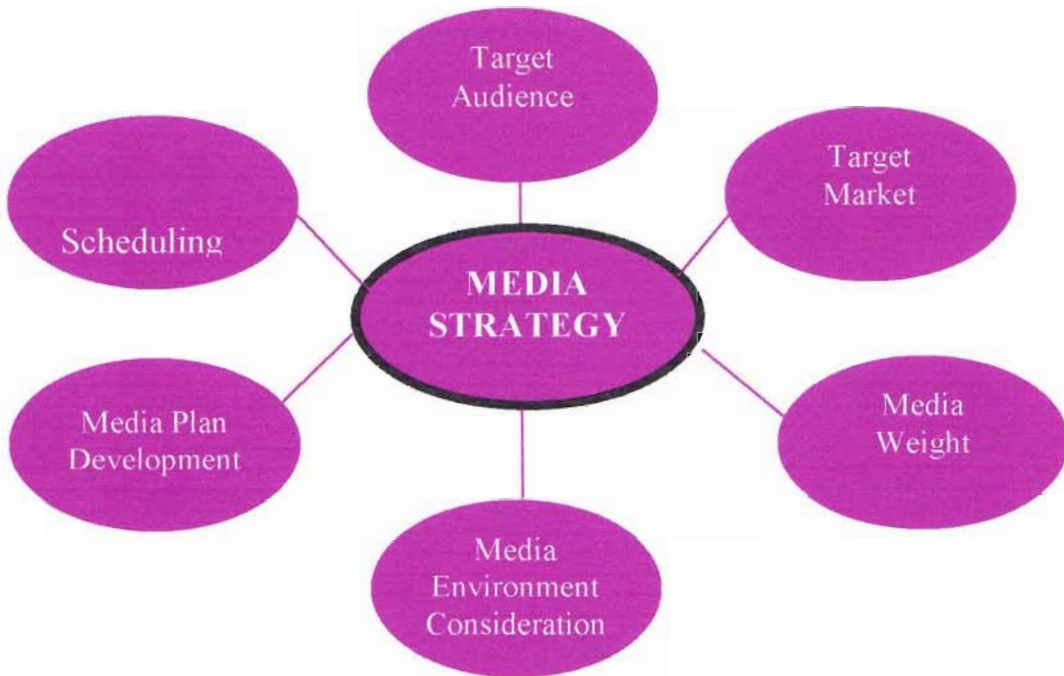 Target
Audience
Target
Market
Scheduling
MEDIA
STRATEGY
Media Plan
Development
Media
Weight
Media
Environment
Consideration